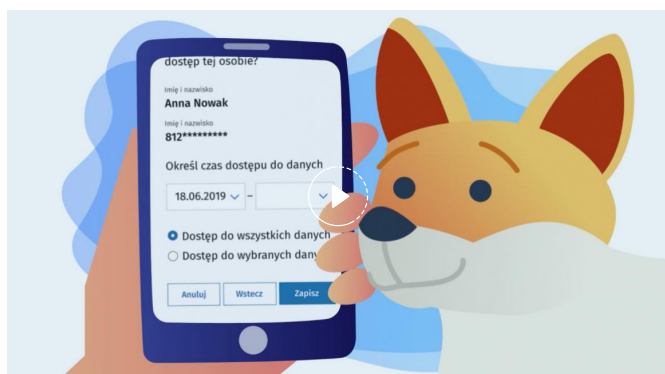 dostęp tej osobie?
Imię i nazwisko
Anna Nowak
Imię i nazwisko
812*********
Określ czas dostępu do danych
18.06.2019 –
Dostęp do wszystkich danych
Dostęp do wybranych
Anuluj Wstecz Zapisz